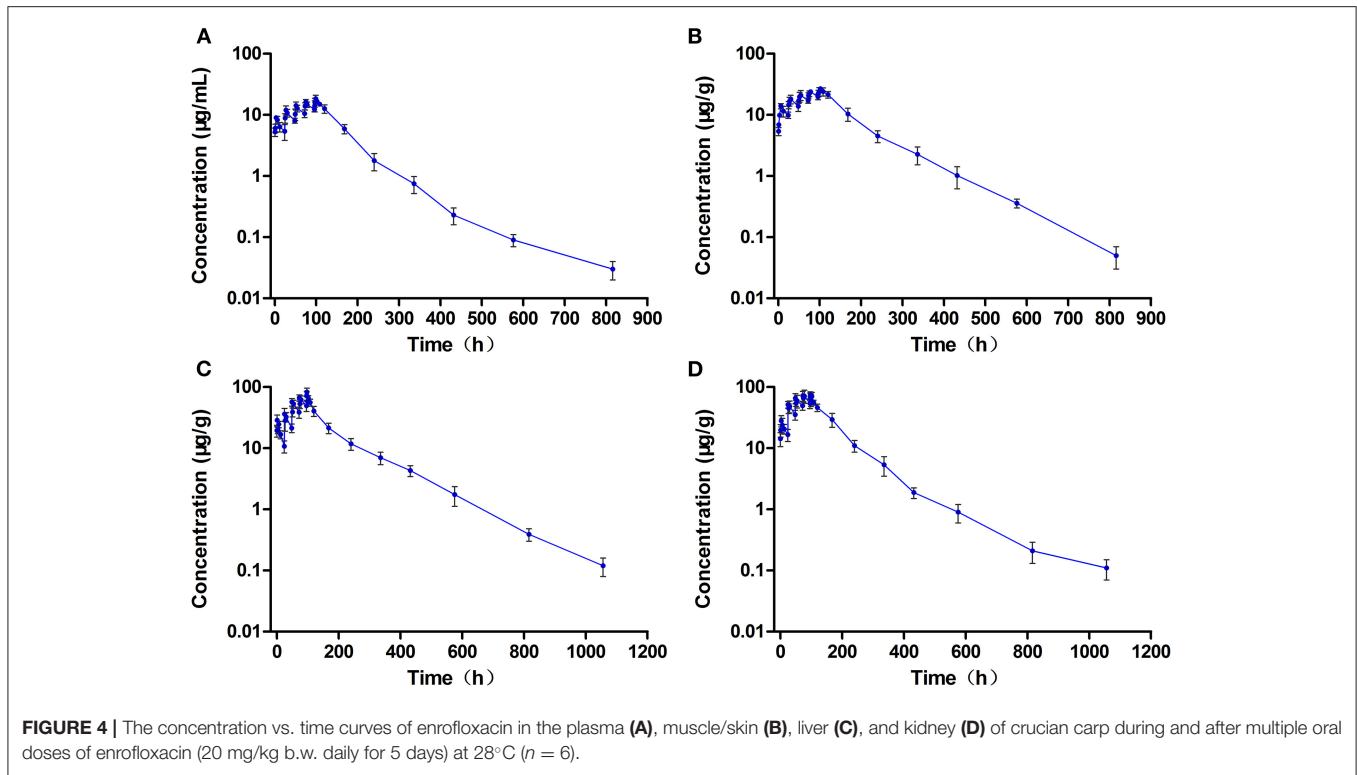 A
Concentration (µg/mL)
100
10
1
0.1
0.01
0 100 200 300 400 500 600 700 800 900
Time (h)
B
Concentration (µg/g)
100
10
1
0.1
0.01
0 100 200 300 400 500 600 700 800 900
Time (h)
C
Concentration (µg/g)
100
10
1
0.1
0.01
0 200 400 600 800 1000 1200
Time (h)
D
Concentration (µg/g)
100
10
1
0.1
0.01
0 200 400 600 800 1000 1200
Time (h)
FIGURE 4 | The concentration vs. time curves of enrofloxacin in the plasma (A), muscle/skin (B), liver (C), and kidney (D) of crucian carp during and after multiple oral
doses of enrofloxacin (20 mg/kg b.w. daily for 5 days) at 28°C (n = 6).